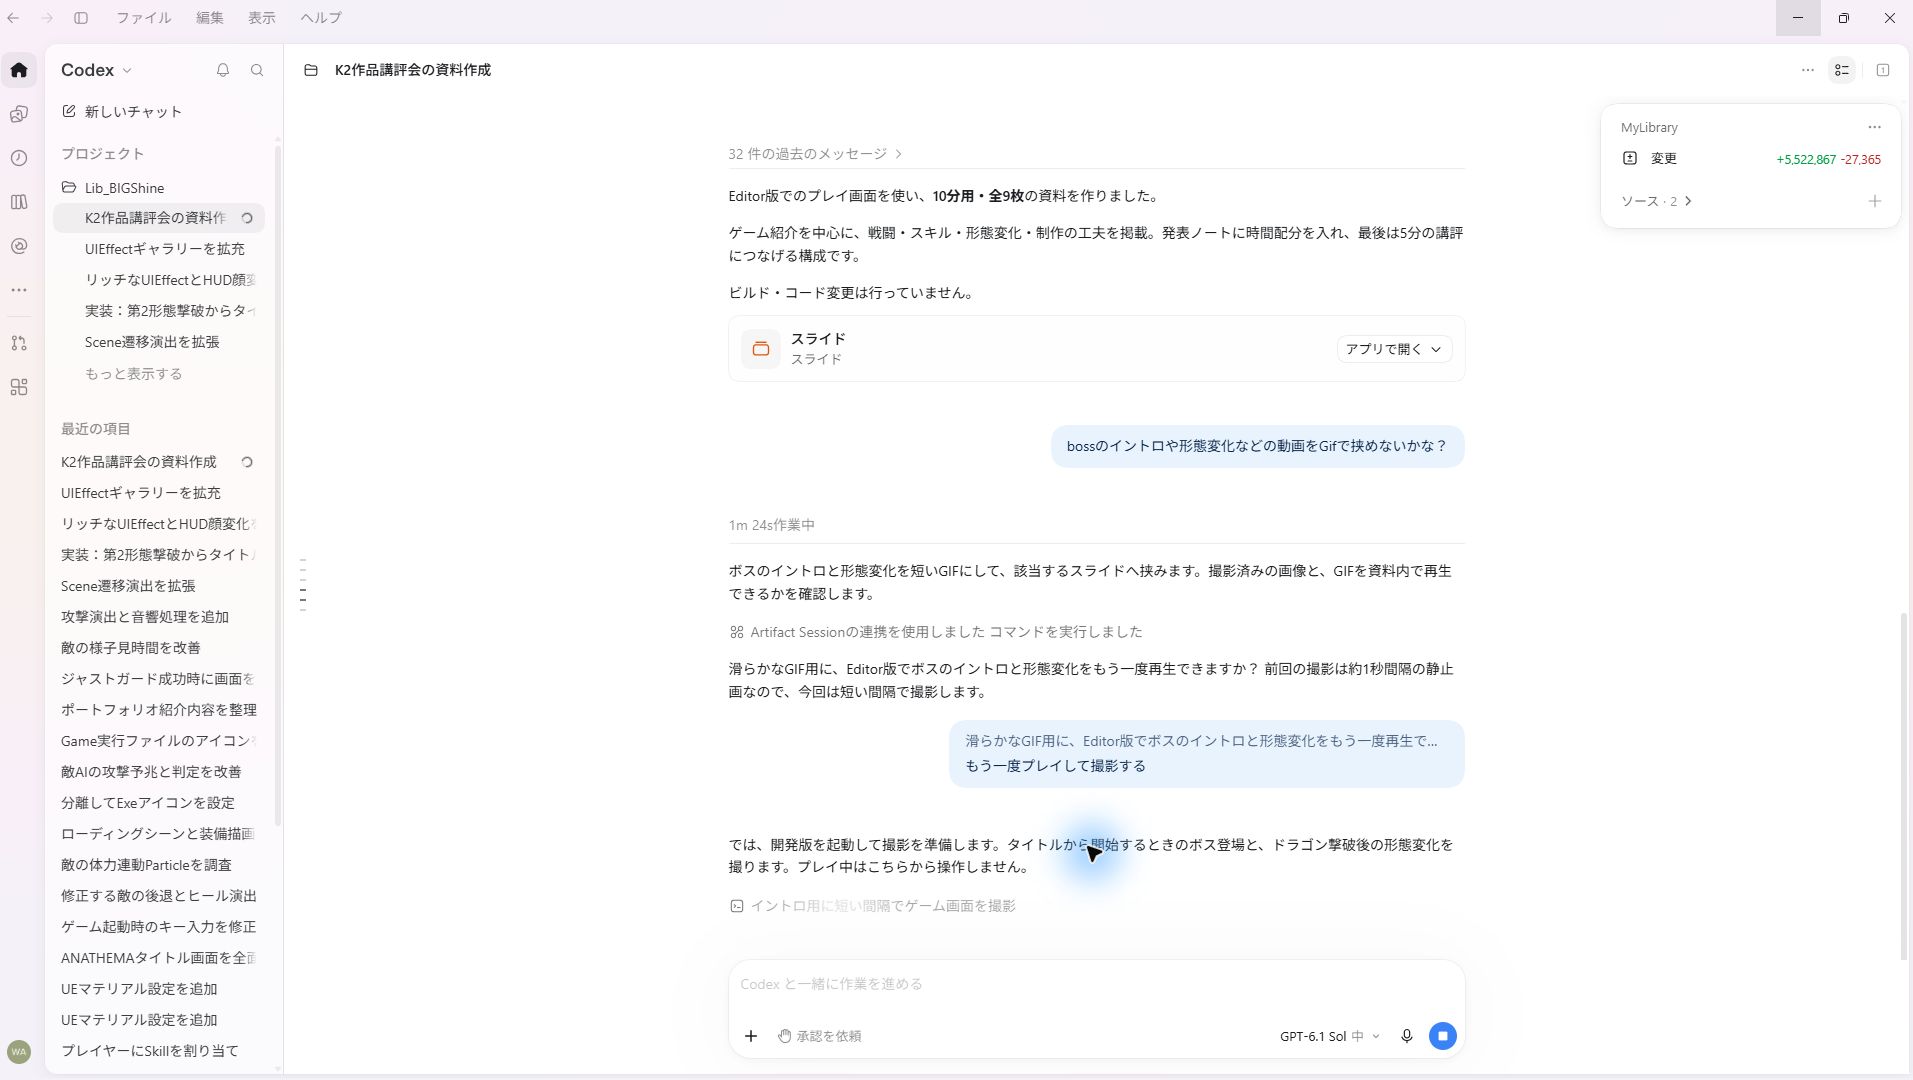 ファイル 編集 表示 ヘルプ
Codex
新しいチャット
プロジェクト
Lib_BIGShine
K2作品講評会の資料作
UIEffectギャラリーを拡充
リッチなUIEffectとHUD顔変
実装：第2形態撃破からタイ
Scene遷移演出を拡張
もっと表示する
最近の項目
K2作品講評会の資料作成
UIEffectギャラリーを拡充
リッチなUIEffectとHUD顔変化を
実装：第2形態撃破からタイトル
Scene遷移演出を拡張
攻撃演出と音響処理を追加
敵の様子見時間を改善
ジャストガード成功時に画面を
ポートフォリオ紹介内容を整理
Game実行ファイルのアイコンを
敵AIの攻撃予兆と判定を改善
分離してExeアイコンを設定
ローディングシーンと装備描画
敵の体力連動Particleを調査
修正する敵の後退とヒール演出
ゲーム起動時のキー入力を修正
ANATHEMAタイトル画面を全面
UEマテリアル設定を追加
UEマテリアル設定を追加
プレイヤーにSkillを割り当て
WA
K2作品講評会の資料作成
32 件の過去のメッセージ
Editor版でのプレイ画面を使い、10分用・全9枚の資料を作りました。
ゲーム紹介を中心に、戦闘・スキル・形態変化・制作の工夫を掲載。発表ノートに時間配分を入れ、最後は5分の講評
につなげる構成です。
ビルド・コード変更は行っていません。
スライド
スライド
アプリで開く
bossのイントロや形態変化などの動画をGifで挟めないかな？
1m 24s作業中
ボスのイントロと形態変化を短いGIFにして、該当するスライドへ挟みます。撮影済みの画像と、GIFを資料内で再生
できるかを確認します。
Artifact Sessionの連携を使用しました コマンドを実行しました
滑らかなGIF用に、Editor版でボスのイントロと形態変化をもう一度再生できますか？ 前回の撮影は約1秒間隔の静止
画なので、今回は短い間隔で撮影します。
滑らかなGIF用に、Editor版でボスのイントロと形態変化をもう一度再生で...
もう一度プレイして撮影する
では、開発版を起動して撮影を準備します。タイトルから開始するときのボス登場と、ドラゴン撃破後の形態変化を
撮ります。プレイ中はこちらから操作しません。
イントロ用に短い間隔でゲーム画面を撮影
Codex と一緒に作業を進める
承認を依頼
GPT-6.1 Sol 中
1
MyLibrary
変更 +5,522,867 -27,365
ソース · 2